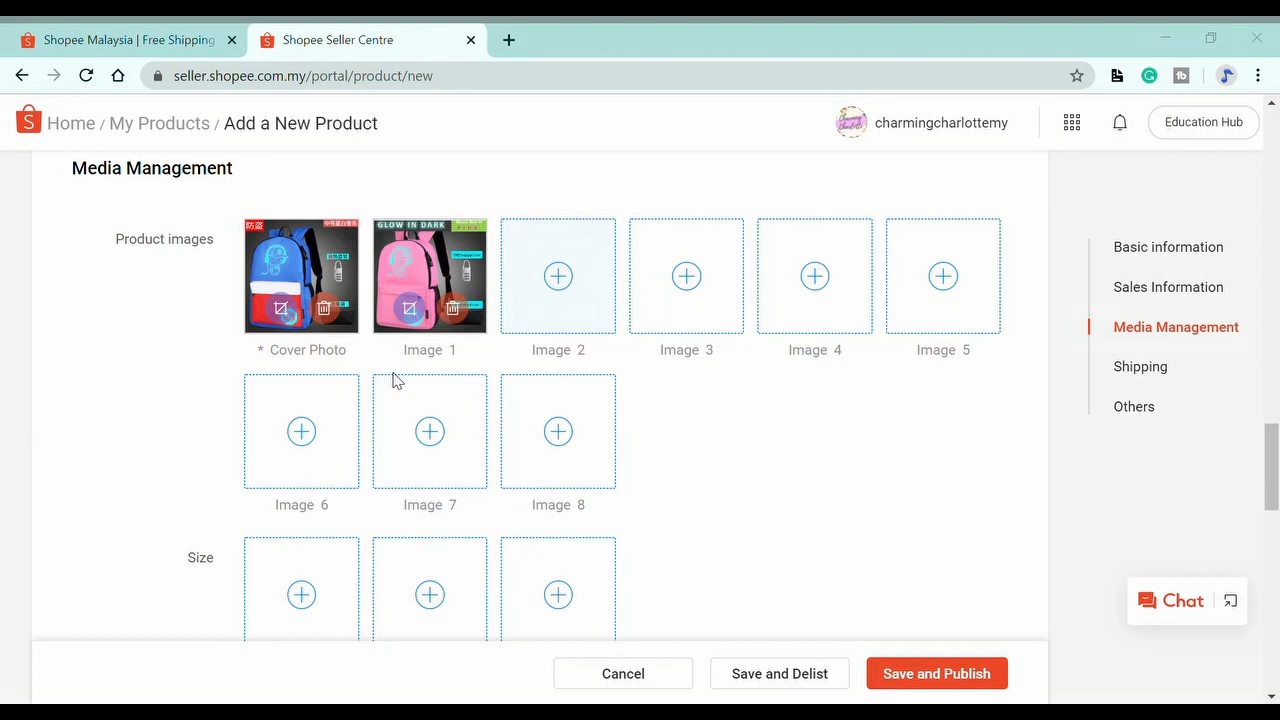 Shopee Malaysia | Free Shipping
Shopee Seller Centre
seller.shopee.com.my/portal/product/new
Home / My Products / Add a New Product
charmingcharlottemy
Education Hub
Media Management
Product images
防盗
GLOW IN DARK
* Cover Photo
Image 1
Image 2
Image 3
Image 4
Image 5
Image 6
Image 7
Image 8
Size
Basic information
Sales Information
Media Management
Shipping
Others
Chat
Cancel
Save and Delist
Save and Publish